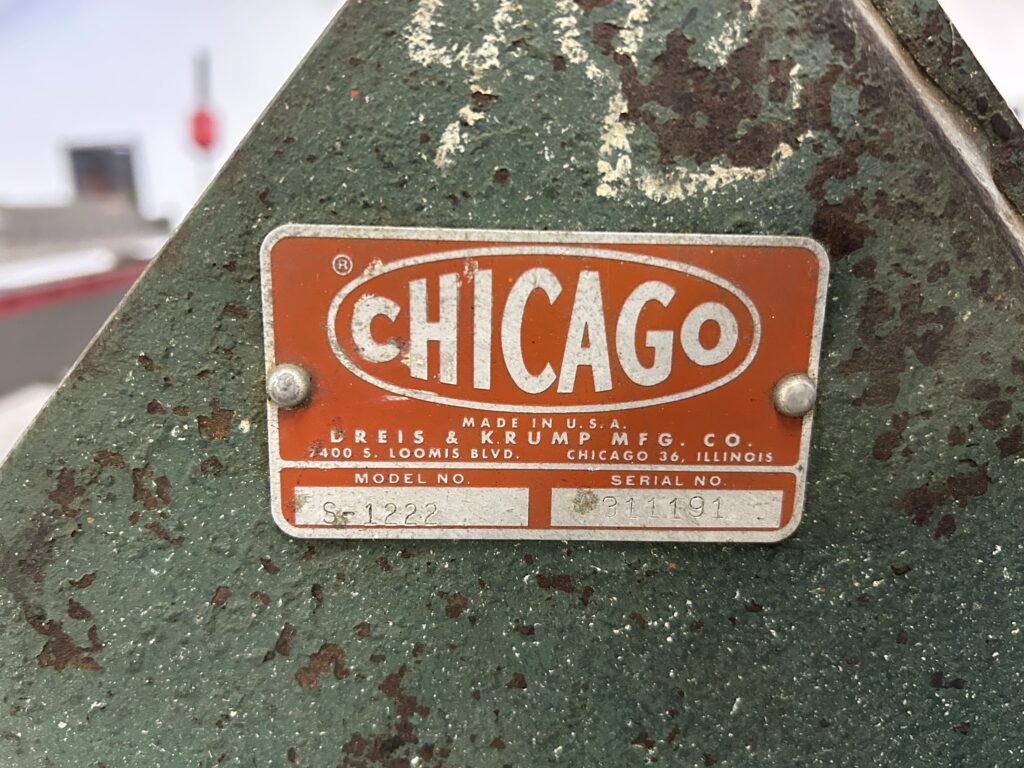 ®
CHICAGO
MADE IN U.S.A.
DREIS & KRUMP MFG. CO.
7400 S. LOOMIS BLVD. CHICAGO 36, ILLINOIS
MODEL NO. SERIAL NO.
S-1222 311191